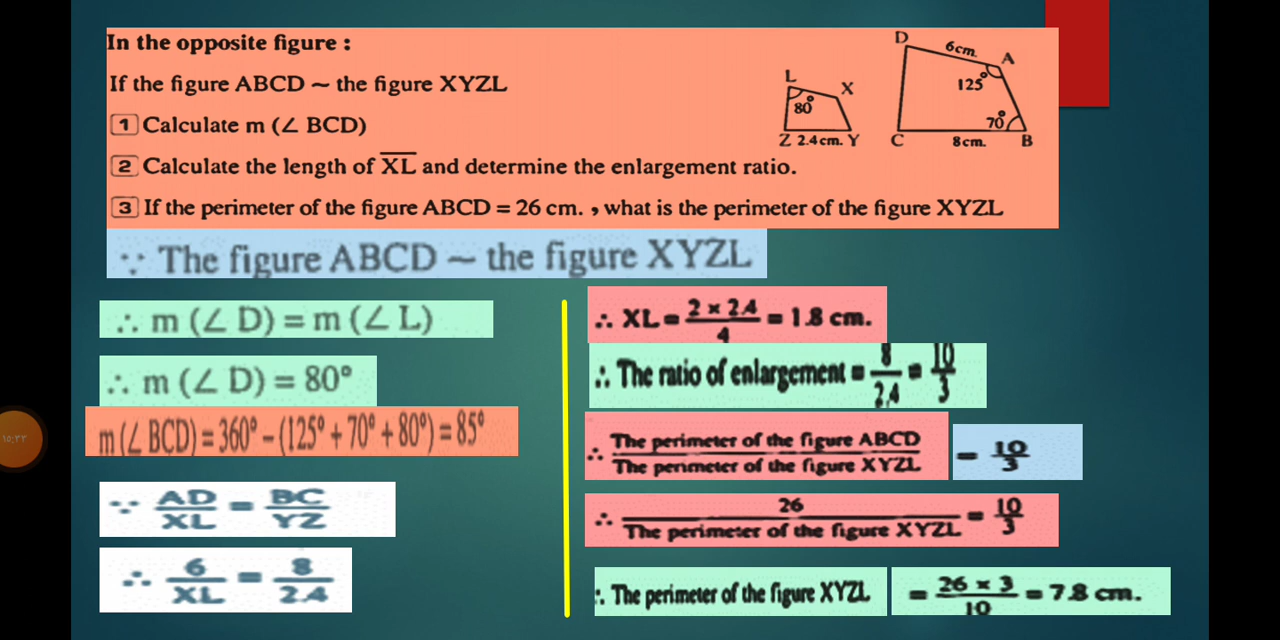 In the opposite figure :
If the figure ABCD ~ the figure XYZL
1 Calculate m (∠ BCD)
2 Calculate the length of X̅L̅ and determine the enlargement ratio.
3 If the perimeter of the figure ABCD = 26 cm. , what is the perimeter of the figure XYZL
L
X
80°
Z 2.4 cm. Y
D
6cm.
A
125°
70°
C
8cm.
B
∵ The figure ABCD ~ the figure XYZL
∴ m (∠ D) = m (∠ L)
∴ m (∠ D) = 80°
m (∠ BCD) = 360° − (125° + 70° + 80°) = 85°
∵ AD/XL = BC/YZ
∴ 6/XL = 8/2.4
∴ XL = 2 × 2.4/4 = 1.8 cm.
∴ The ratio of enlargement = 8/2.4 = 10/3
∴ The perimeter of the figure ABCD/The perimeter of the figure XYZL = 10/3
∴ 26/The perimeter of the figure XYZL = 10/3
∴ The perimeter of the figure XYZL = 26 × 3/10 = 7.8 cm.
١٥:٢٣